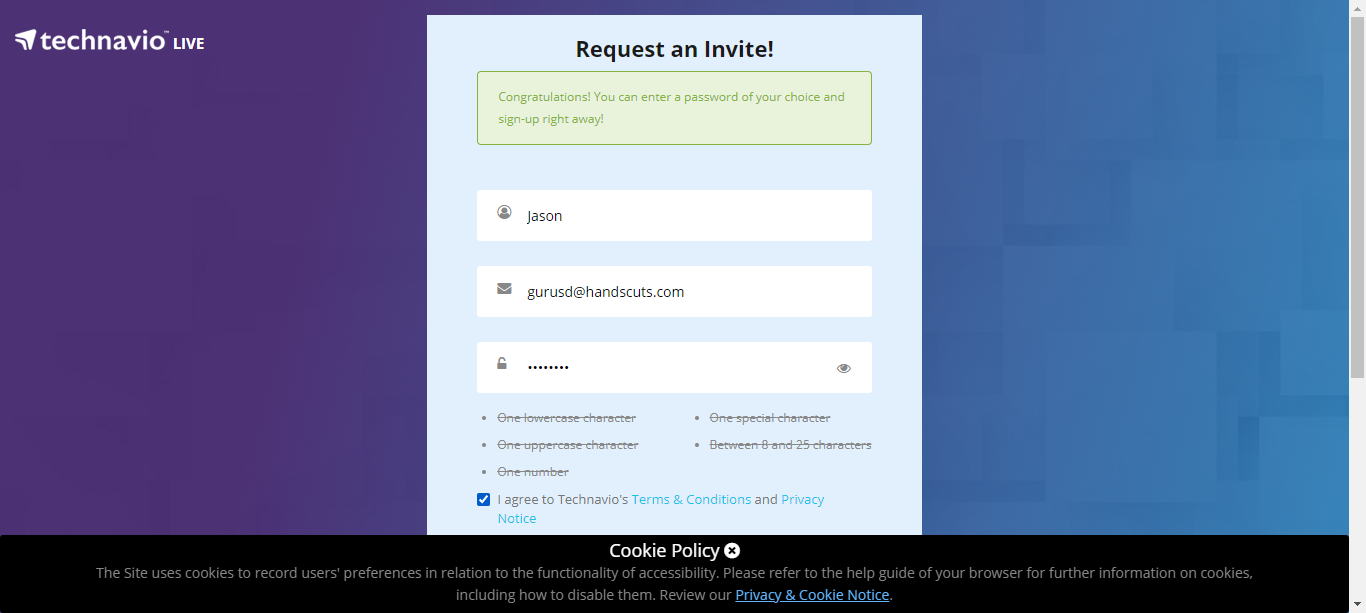 technavio™ LIVE
Request an Invite!
Congratulations! You can enter a password of your choice and
sign-up right away!
Jason
gurusd@handscuts.com
••••••••
One lowercase character
One special character
One uppercase character
Between 8 and 25 characters
One number
I agree to Technavio's Terms & Conditions and Privacy
Notice
Cookie Policy
The Site uses cookies to record users' preferences in relation to the functionality of accessibility. Please refer to the help guide of your browser for further information on cookies,
including how to disable them. Review our Privacy & Cookie Notice.